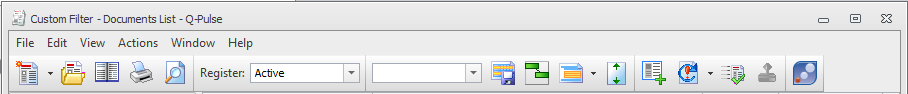 Custom Filter - Documents List - Q-Pulse
File Edit View Actions Window Help
Register: Active